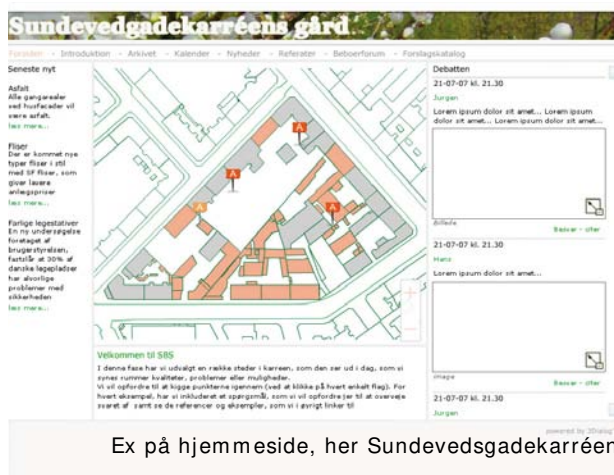 Sundevedgadekarréens gård
Forsiden - Introduktion - Arkivet - Kalender - Nyheder - Referater - Beboerforum - Forslagskatalog
Seneste nyt
Asfalt
Alle gangarealer
ved husfacader vil
være asfalt.
læs mere...
Fliser
Der er kommet nye
typer fliser i stil
med SF fliser, som
giver lavere
anlægspriser
læs mere...
Farlige legestativer
En ny undersøgelse
foretaget af
brugerstyrelsen,
fastslår at 30% af
danske legepladser
har alvorlige
problemer med
sikkerheden
læs mere...
A
A
A
A
Velkommen til SBS
I denne fase har vi udvalgt en række steder i karreen, som den ser ud i dag, som vi
synes rummer kvaliteter, problemer eller muligheder.
Vi vil opfordre til at kigge punkterne igennem (ved at klikke på hvert enkelt flag). For
hvert eksempel, har vi inkluderet et spørgsmål, som vi vil opfordre jer til at overveje
svaret af samt se de referencer og eksempler, som vi i øvrigt linker til
Debatten
21-07-07 kl. 21.30
Jurgen
Lorem ipsum dolor sit amet... Lorem ipsum
dolor sit amet... Lorem ipsum dolor sit amet...
Billede
Besvar - citer
21-07-07 kl. 21.30
Hans
Lorem ipsum dolor sit amet...
image
Besvar - citer
21-07-07 kl. 21.30
Jurgen
powered by 2Dialog
Ex på hjemmeside, her Sundevedsgadekarréen